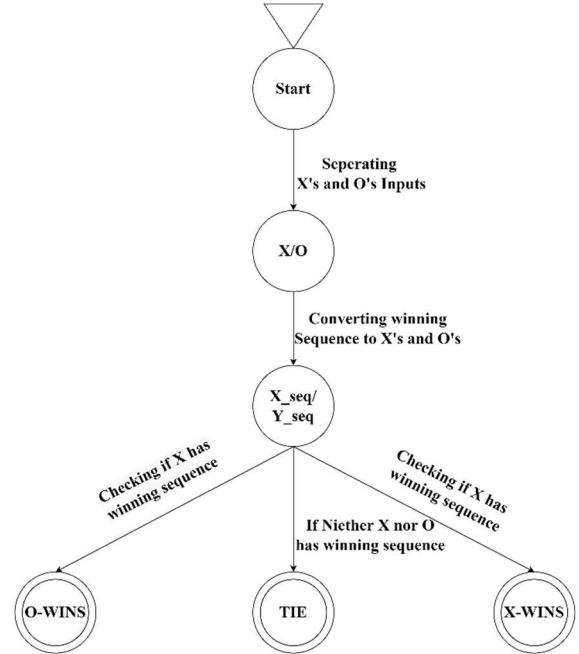 Start
Seperating
X's and O's Inputs
X/O
Converting winning
Sequence to X's and O's
X_seq/
Y_seq
Checking if X has
winning sequence
If Niether X nor O
has winning sequence
Checking if X has
winning sequence
O-WINS
TIE
X-WINS